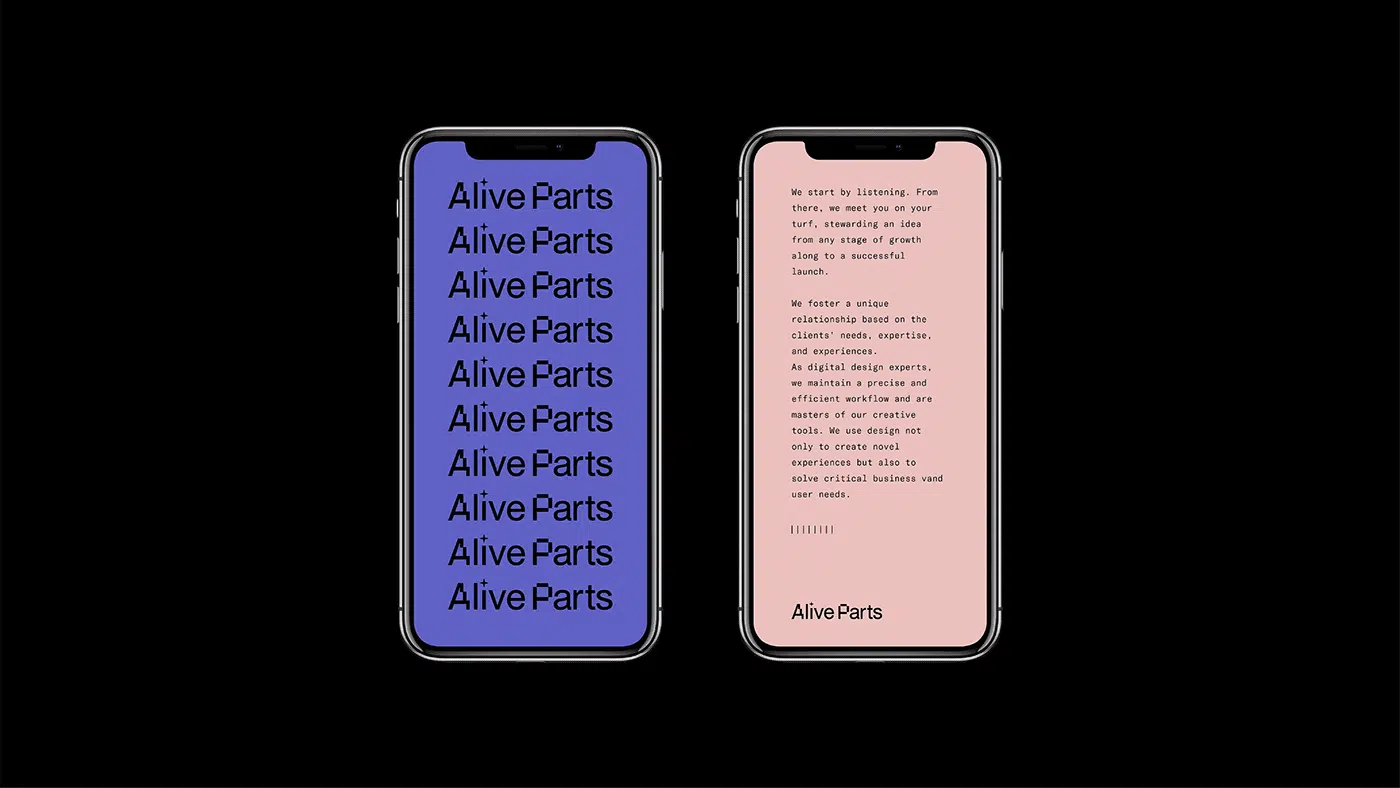 Alive Parts
Alive Parts
Alive Parts
Alive Parts
Alive Parts
Alive Parts
Alive Parts
Alive Parts
Alive Parts
Alive Parts
We start by listening. From
there, we meet you on your
turf, stewarding an idea
from any stage of growth
along to a successful
launch.
We foster a unique
relationship based on the
clients' needs, expertise,
and experiences.
As digital design experts,
we maintain a precise and
efficient workflow and are
masters of our creative
tools. We use design not
only to create novel
experiences but also to
solve critical business vand
user needs.
||||||||
Alive Parts